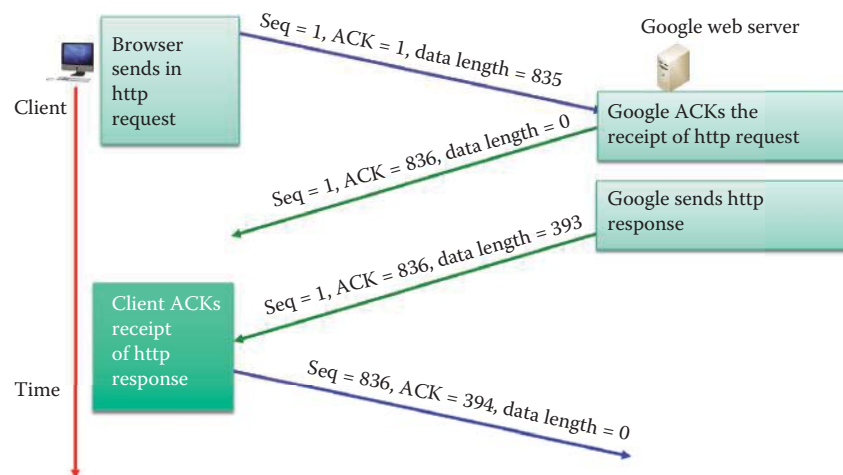 Browser
sends in
http
request
Seq = 1, ACK = 1, data length = 835
Google web server
Client
Google ACKs the
receipt of http request
Seq = 1, ACK = 836, data length = 0
Google sends http
response
Seq = 1, ACK = 836, data length = 393
Client ACKs
receipt
of http
response
Time
Seq = 836, ACK = 394, data length = 0